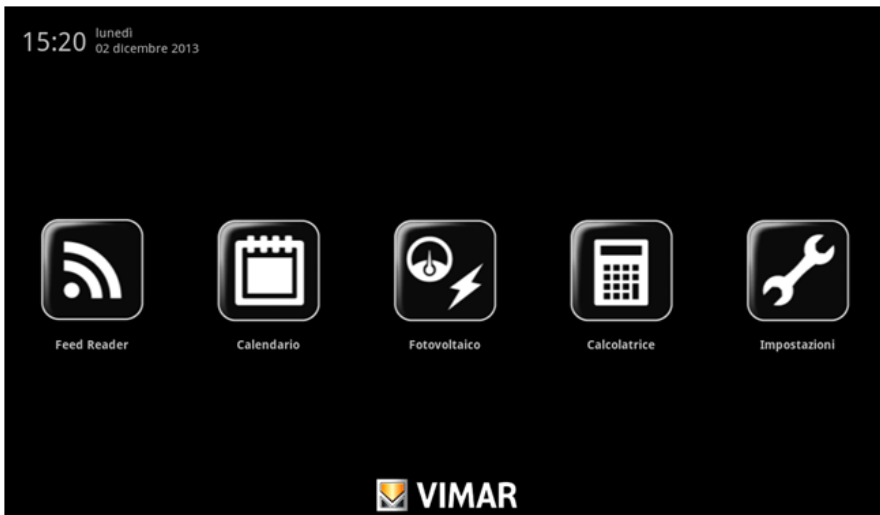 15:20
lunedì
02 dicembre 2013
Feed Reader
Calendario
Fotovoltaico
Calcolatrice
Impostazioni
VIMAR